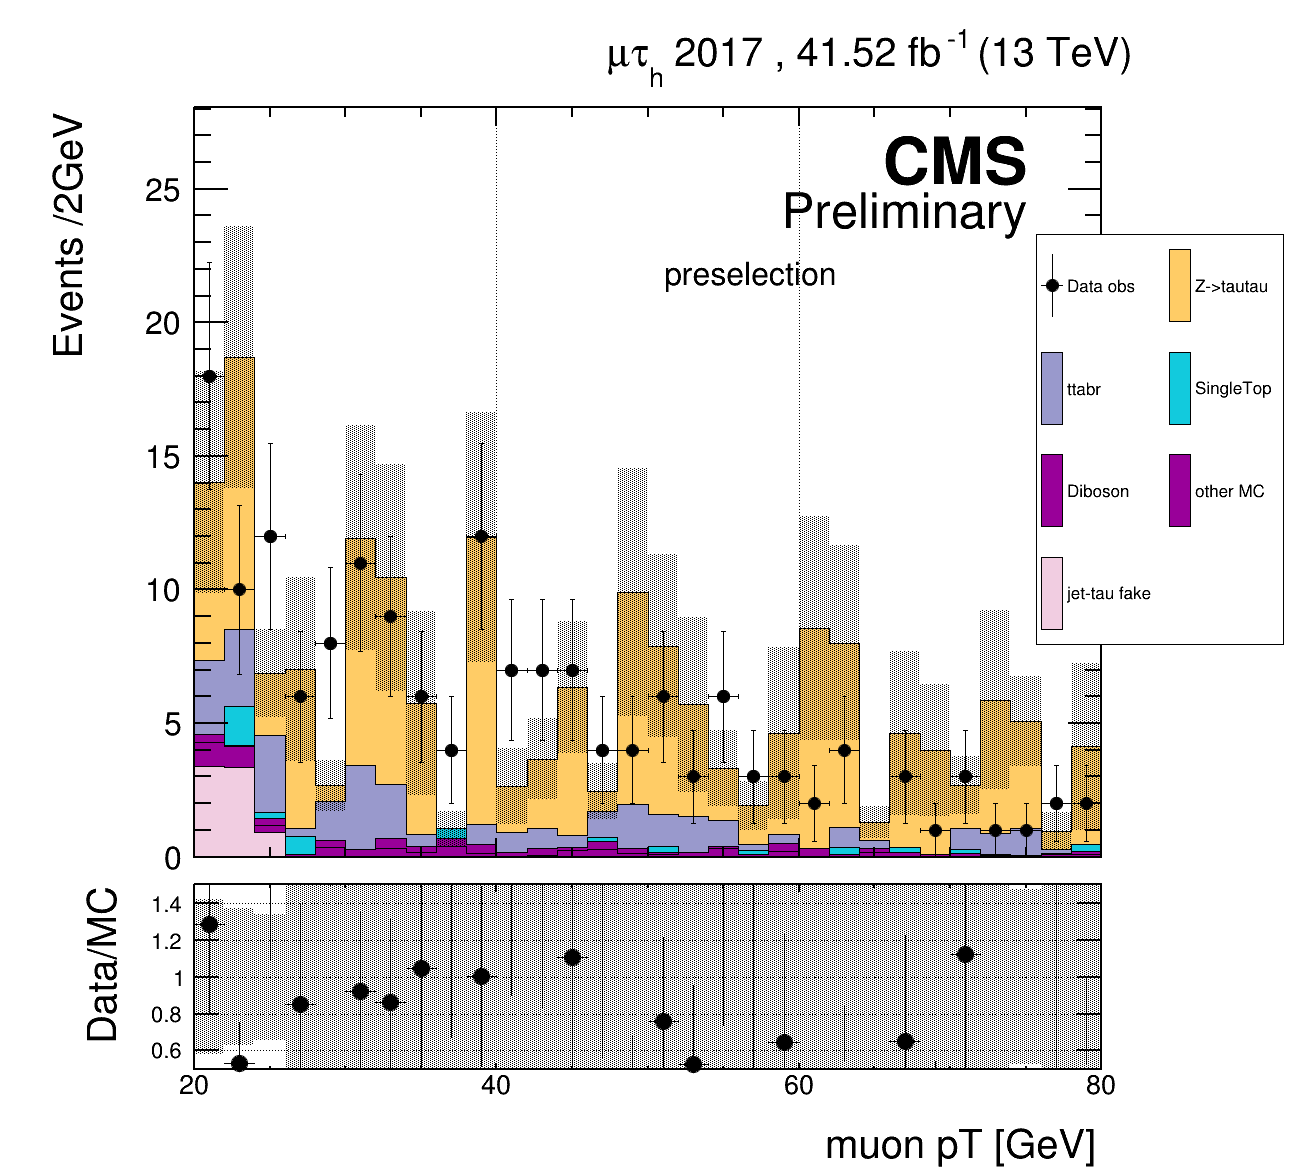 μτh 2017 , 41.52 fb-1 (13 TeV)
Events /2GeV
25
20
15
10
5
0
CMS
Preliminary
preselection
Data obs
Z->tautau
ttabr
SingleTop
Diboson
other MC
jet-tau fake
Data/MC
1.4
1.2
1
0.8
0.6
20 40 60 80
muon pT [GeV]